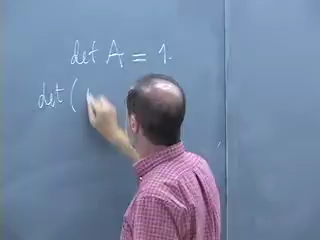 det A = 1.
det (